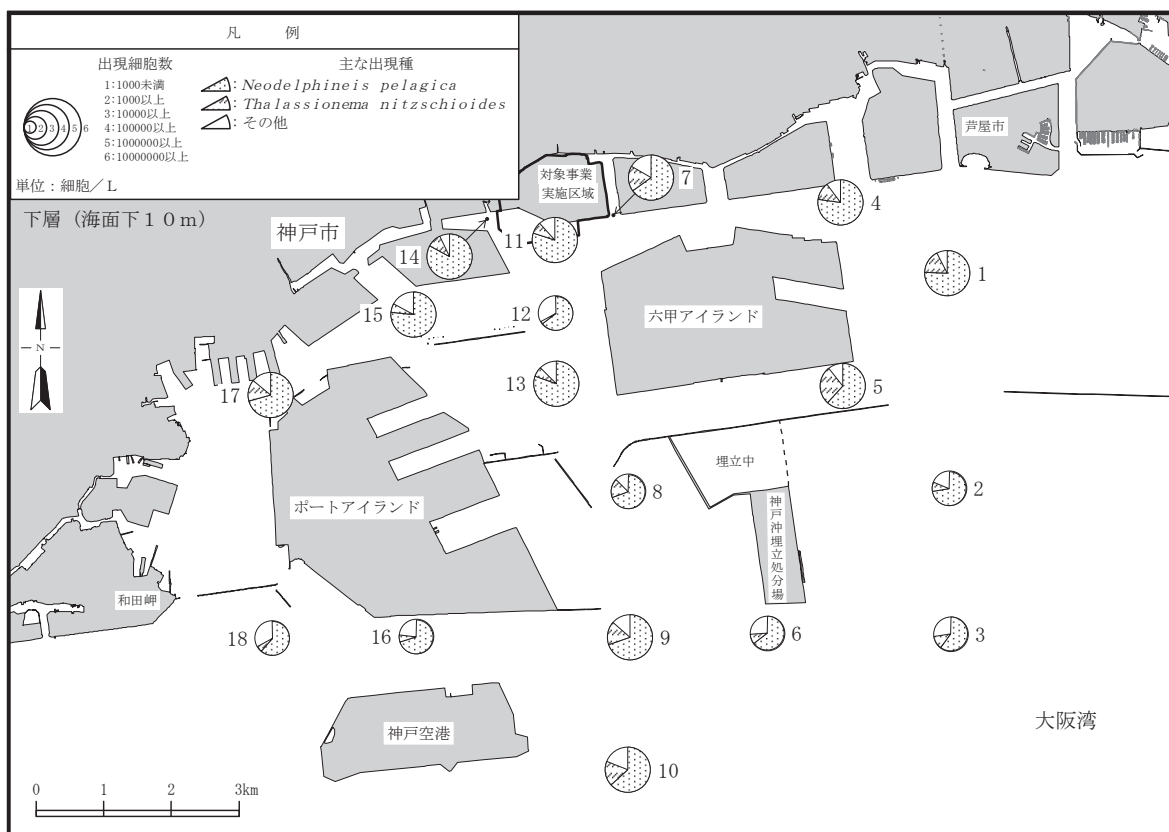 凡　　例
出現細胞数
1:1000未満
2:1000以上
3:10000以上
4:100000以上
5:1000000以上
6:10000000以上
1 2 3 4 5 6
主な出現種
: Neodelphineis pelagica
: Thalassionema nitzschioides
: その他
単位：細胞／L
下層（海面下１０ｍ）
神戸市
対象事業
実施区域
芦屋市
7
4
11
14
1
12
15
六甲アイランド
N
13
5
17
埋立中
8
2
ポートアイランド
神戸沖埋立処分場
和田岬
18
16
9
6
3
神戸空港
大阪湾
10
0 1 2 3km